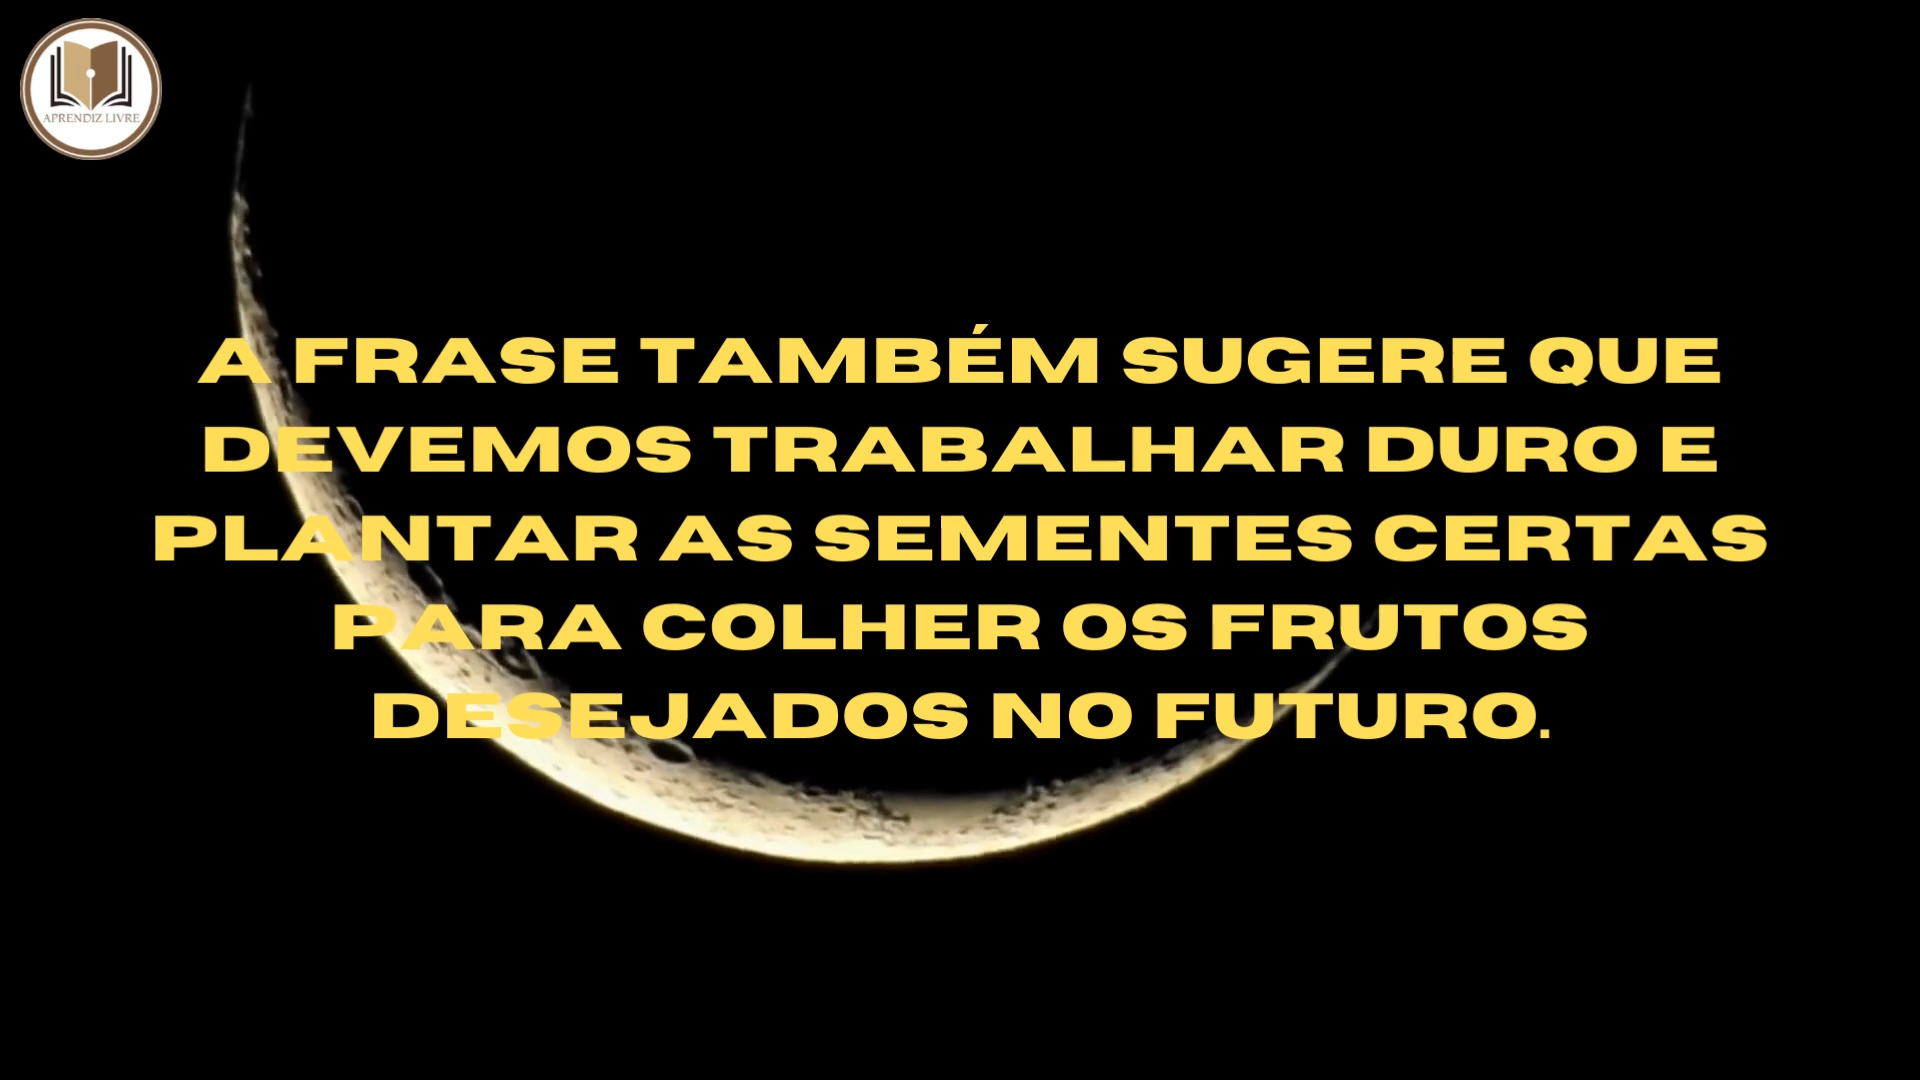 APRENDIZ LIVRE
A FRASE TAMBÉM SUGERE QUE
DEVEMOS TRABALHAR DURO E
PLANTAR AS SEMENTES CERTAS
PARA COLHER OS FRUTOS
DESEJADOS NO FUTURO.